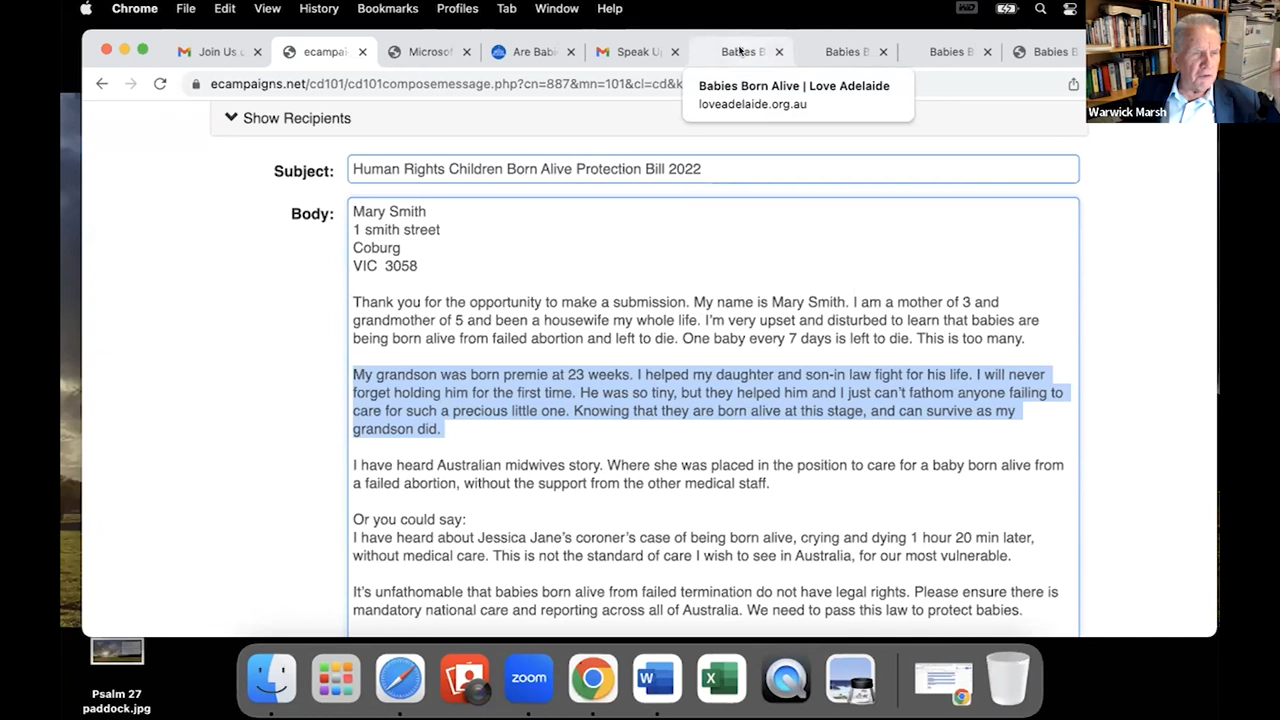 Chrome File Edit View History Bookmarks Profiles Tab Window Help
Join Us ecampai Microsof Are Babi Speak U Babies B Babies B Babies B Babies B
ecampaigns.net/cd101/cd101composemessage.php?cn=887&mn=101&cl=cd&k
Babies Born Alive | Love Adelaide
loveadelaide.org.au
Warwick Marsh
Show Recipients
Subject: Human Rights Children Born Alive Protection Bill 2022
Body: Mary Smith
1 smith street
Coburg
VIC 3058
Thank you for the opportunity to make a submission. My name is Mary Smith. I am a mother of 3 and
grandmother of 5 and been a housewife my whole life. I'm very upset and disturbed to learn that babies are
being born alive from failed abortion and left to die. One baby every 7 days is left to die. This is too many.
My grandson was born premie at 23 weeks. I helped my daughter and son-in law fight for his life. I will never
forget holding him for the first time. He was so tiny, but they helped him and I just can't fathom anyone failing to
care for such a precious little one. Knowing that they are born alive at this stage, and can survive as my
grandson did.
I have heard Australian midwives story. Where she was placed in the position to care for a baby born alive from
a failed abortion, without the support from the other medical staff.
Or you could say:
I have heard about Jessica Jane's coroner's case of being born alive, crying and dying 1 hour 20 min later,
without medical care. This is not the standard of care I wish to see in Australia, for our most vulnerable.
It's unfathomable that babies born alive from failed termination do not have legal rights. Please ensure there is
mandatory national care and reporting across all of Australia. We need to pass this law to protect babies.
zoom
Psalm 27
paddock.jpg